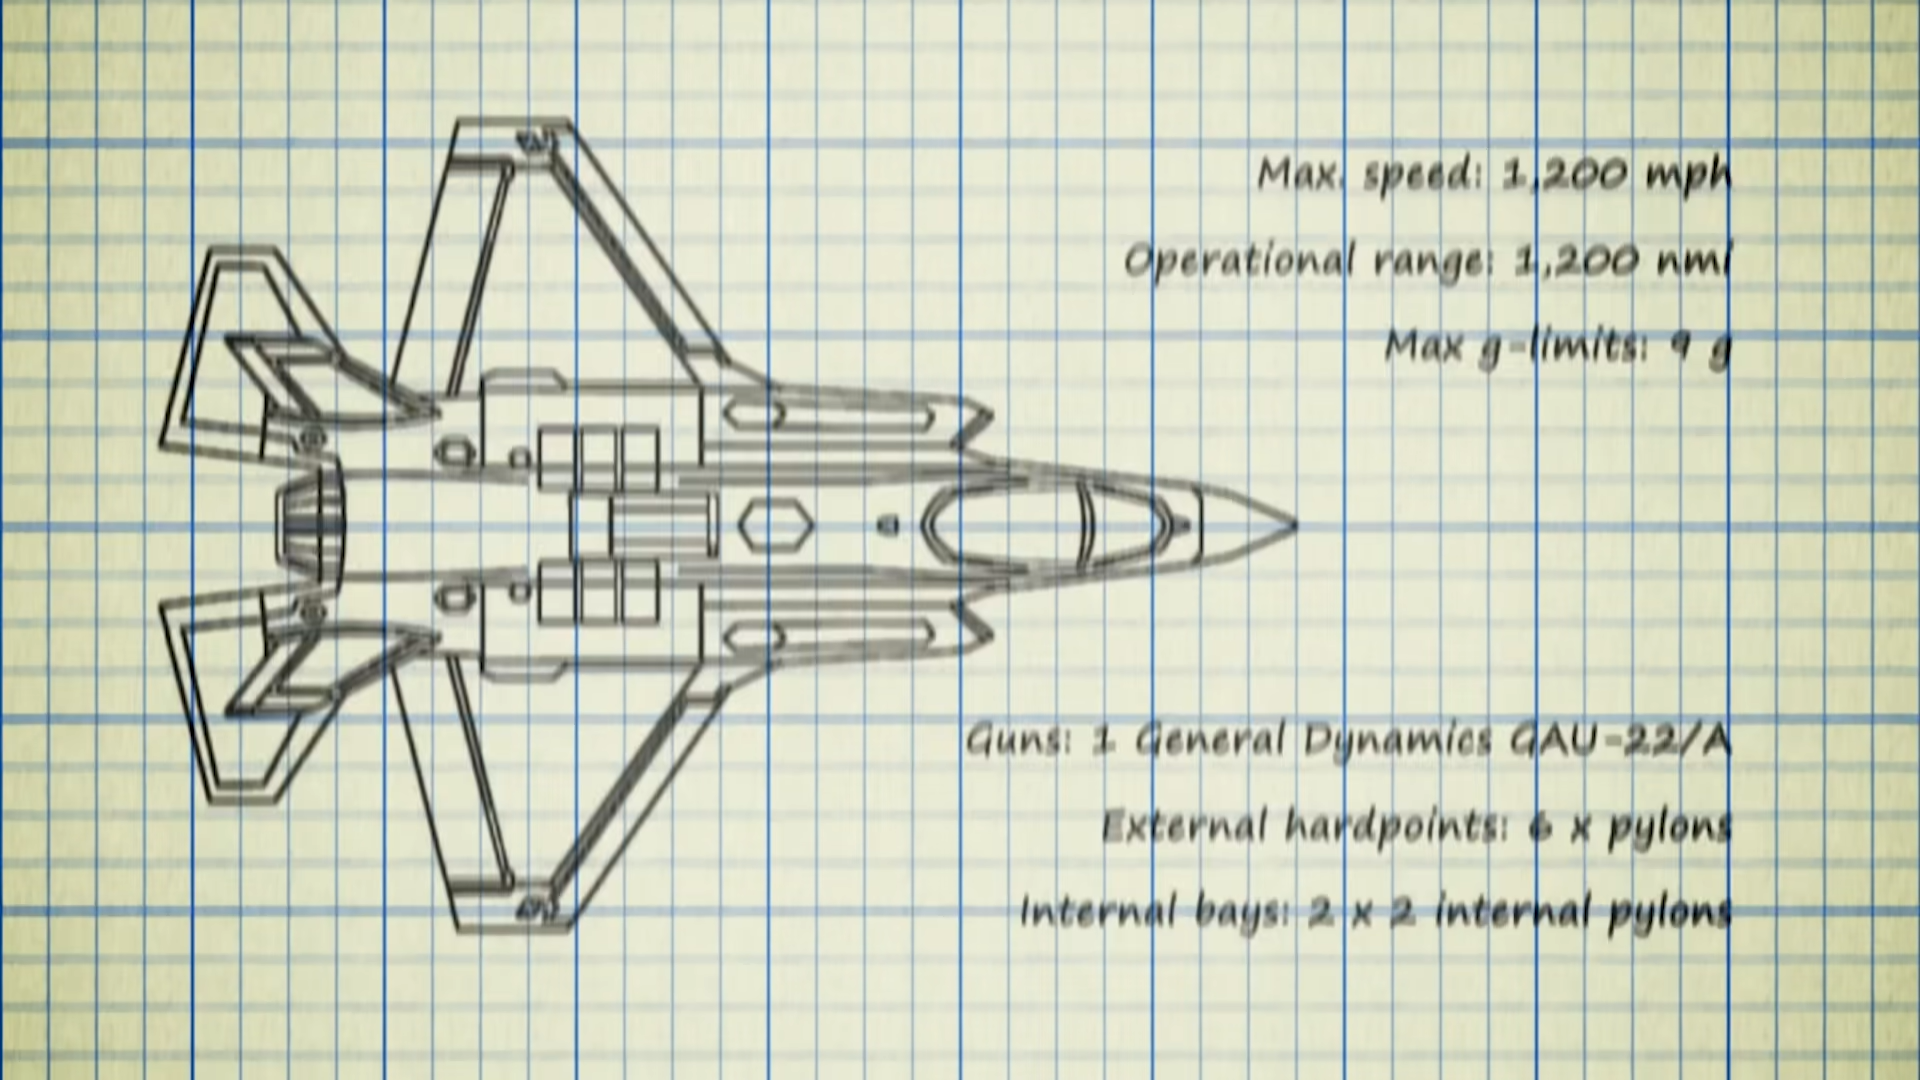 Max. speed: 1,200 mph
Operational range: 1,200 nmi
Max g-limits: 9 g
Guns: 1 General Dynamics GAU-22/A
External hardpoints: 6 x pylons
Internal bays: 2 x 2 internal pylons